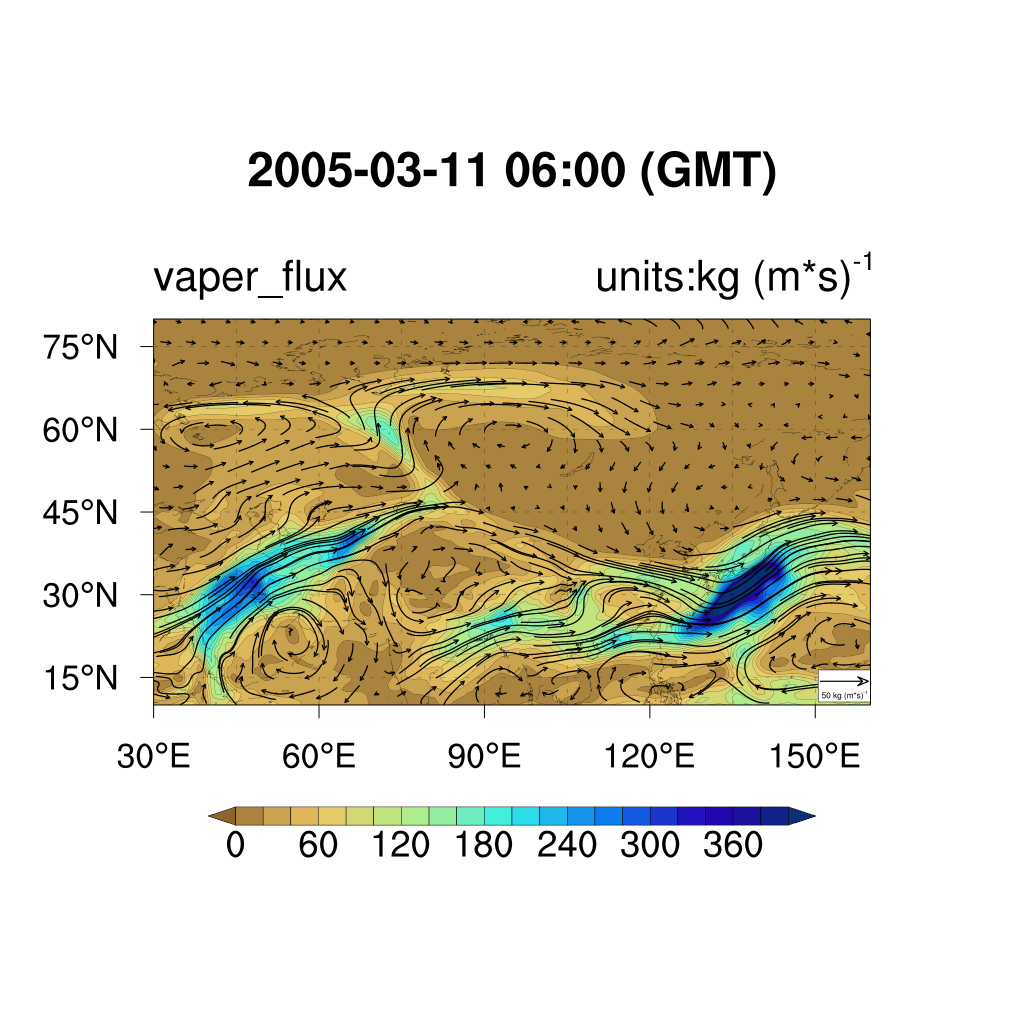 2005-03-11 06:00 (GMT)
vaper_flux units:kg (m*s)⁻¹
75°N
60°N
45°N
30°N
15°N
50 kg (m*s)⁻¹
30°E 60°E 90°E 120°E 150°E
0 60 120 180 240 300 360